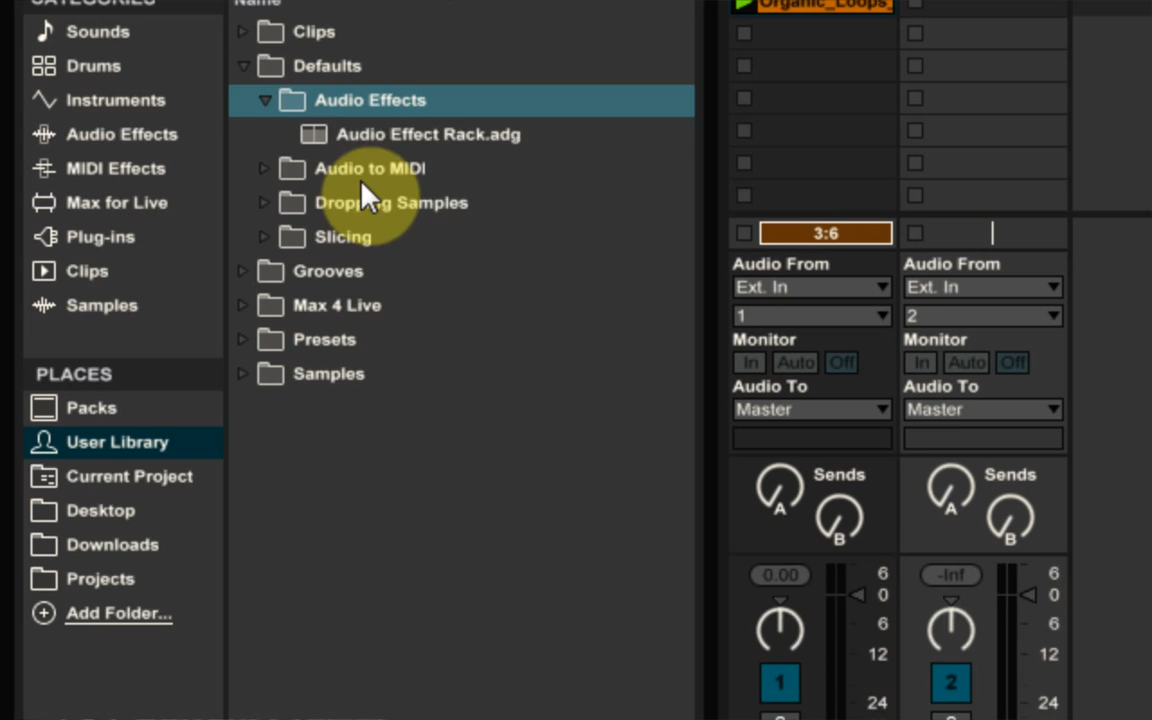 CATEGORIES
Sounds
Drums
Instruments
Audio Effects
MIDI Effects
Max for Live
Plug-ins
Clips
Samples
PLACES
Packs
User Library
Current Project
Desktop
Downloads
Projects
Add Folder...
Name
Clips
Defaults
Audio Effects
Audio Effect Rack.adg
Audio to MIDI
Dropping Samples
Slicing
Grooves
Max 4 Live
Presets
Samples
Organic_Loops_
3:6
Audio From
Ext. In
1
Monitor
In Auto Off
Audio To
Master
Sends
A
B
0.00
6
0
6
12
24
1
Audio From
Ext. In
2
Monitor
In Auto Off
Audio To
Master
Sends
A
B
-Inf
6
0
6
12
24
2